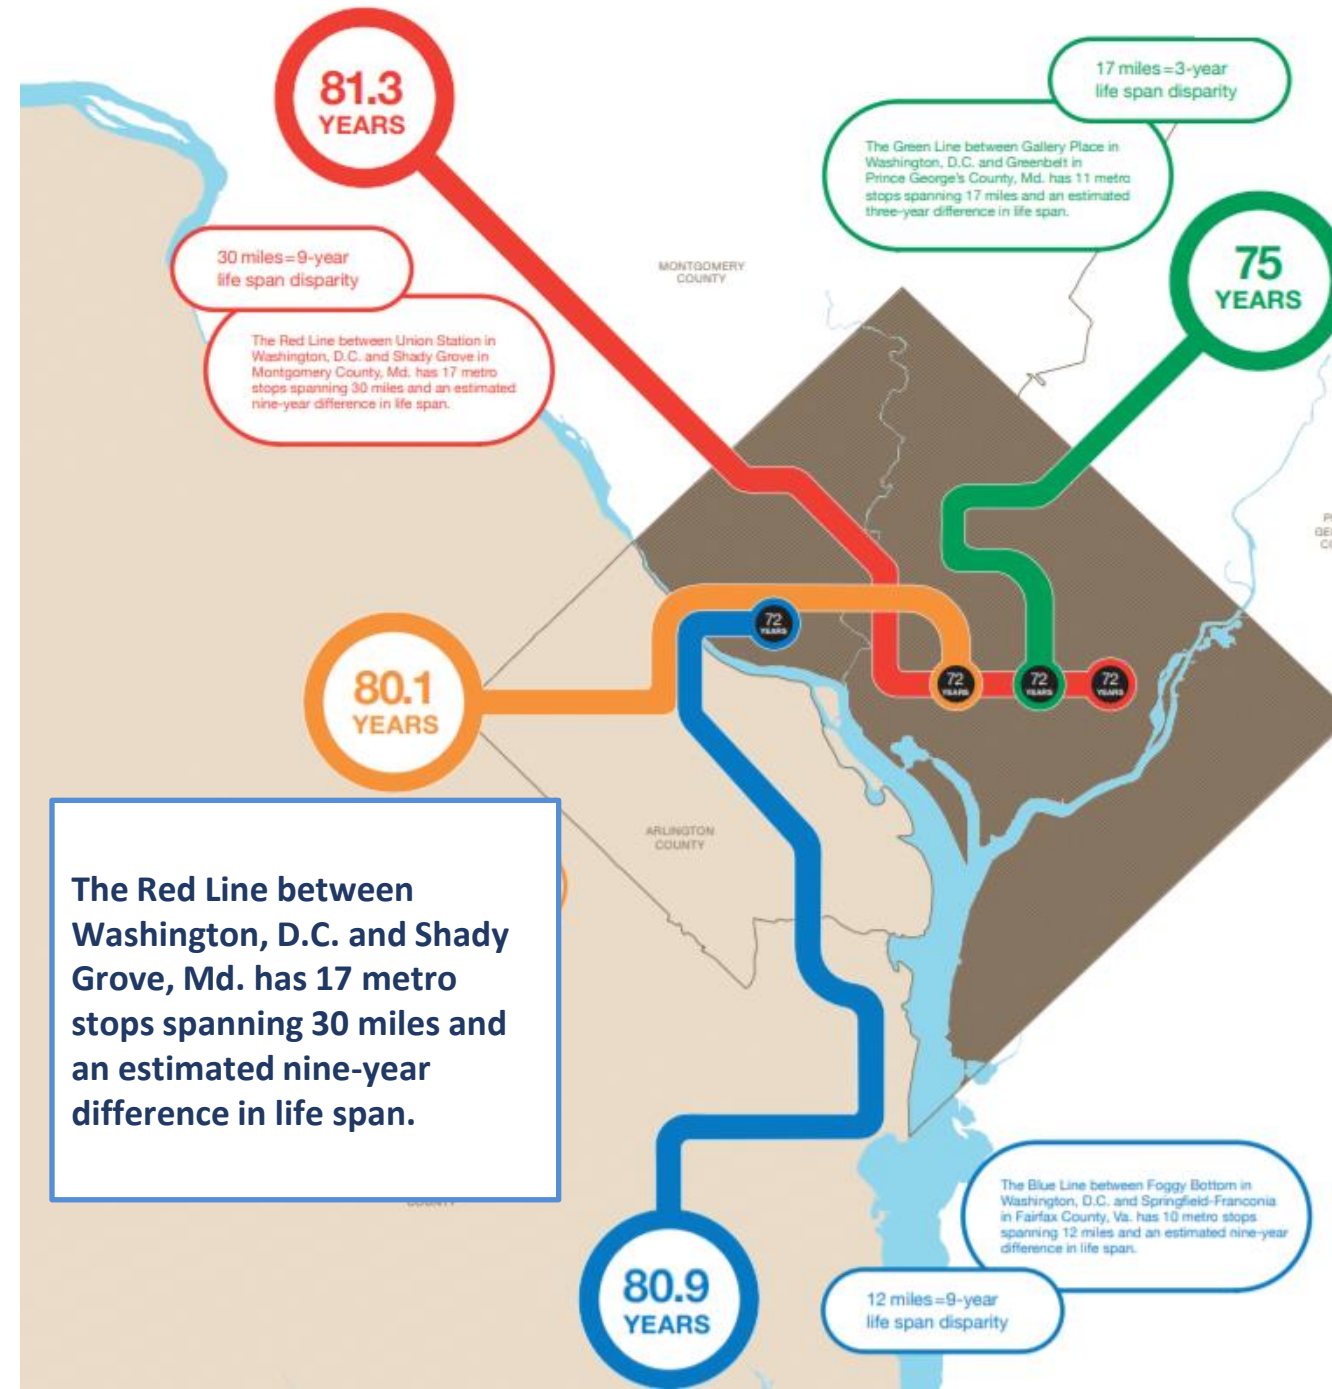 81.3
YEARS
17 miles=3-year
life span disparity
The Green Line between Gallery Place in
Washington, D.C. and Greenbelt in
Prince George's County, Md. has 11 metro
stops spanning 17 miles and an estimated
three-year difference in life span.
75
YEARS
30 miles=9-year
life span disparity
MONTGOMERY
COUNTY
The Red Line between Union Station in
Washington, D.C. and Shady Grove in
Montgomery County, Md. has 17 metro
stops spanning 30 miles and an estimated
nine-year difference in life span.
72
YEARS
80.1
YEARS
72
YEARS
72
YEARS
72
YEARS
ARLINGTON
COUNTY
The Red Line between
Washington, D.C. and Shady
Grove, Md. has 17 metro
stops spanning 30 miles and
an estimated nine-year
difference in life span.
The Blue Line between Foggy Bottom in
Washington, D.C. and Springfield-Franconia
in Fairfax County, Va. has 10 metro stops
spanning 12 miles and an estimated nine-year
difference in life span.
80.9
YEARS
12 miles=9-year
life span disparity